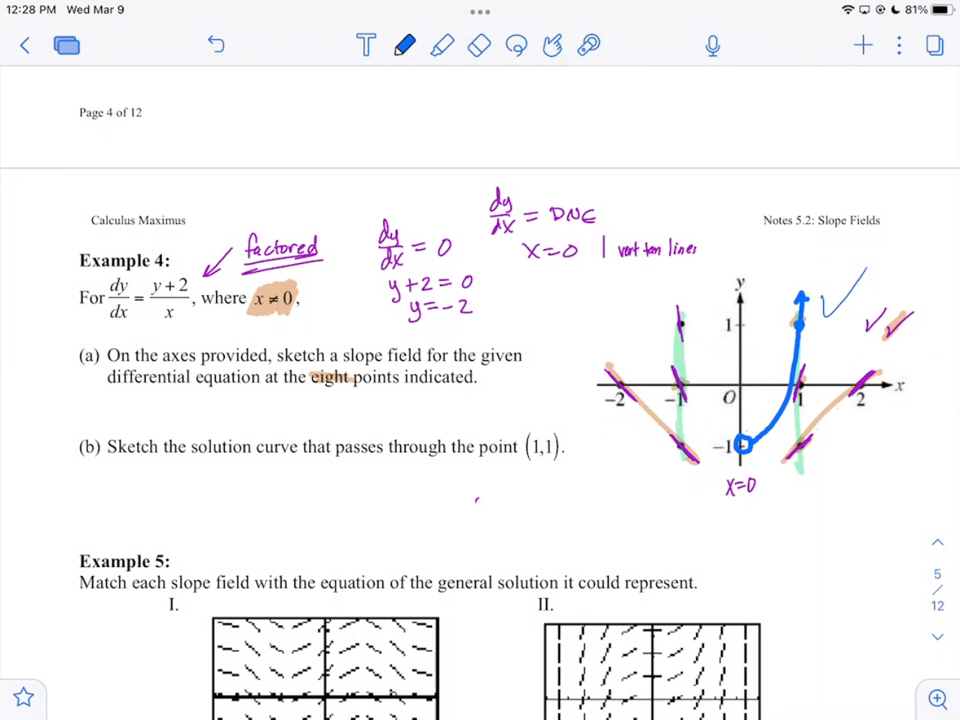 12:28 PM Wed Mar 9
81%
Page 4 of 12
Calculus Maximus
Notes 5.2: Slope Fields
factored
dy/dx = 0
y+2 = 0
y = -2
dy/dx = DNE
x=0 | vert tan lines
Example 4:
For dy/dx = (y+2)/x, where x ≠ 0,
(a) On the axes provided, sketch a slope field for the given
differential equation at the eight points indicated.
(b) Sketch the solution curve that passes through the point (1,1).
y
1
-2 -1 O 1 2 x
-1
x=0
Example 5:
Match each slope field with the equation of the general solution it could represent.
I. II.
5
/
12